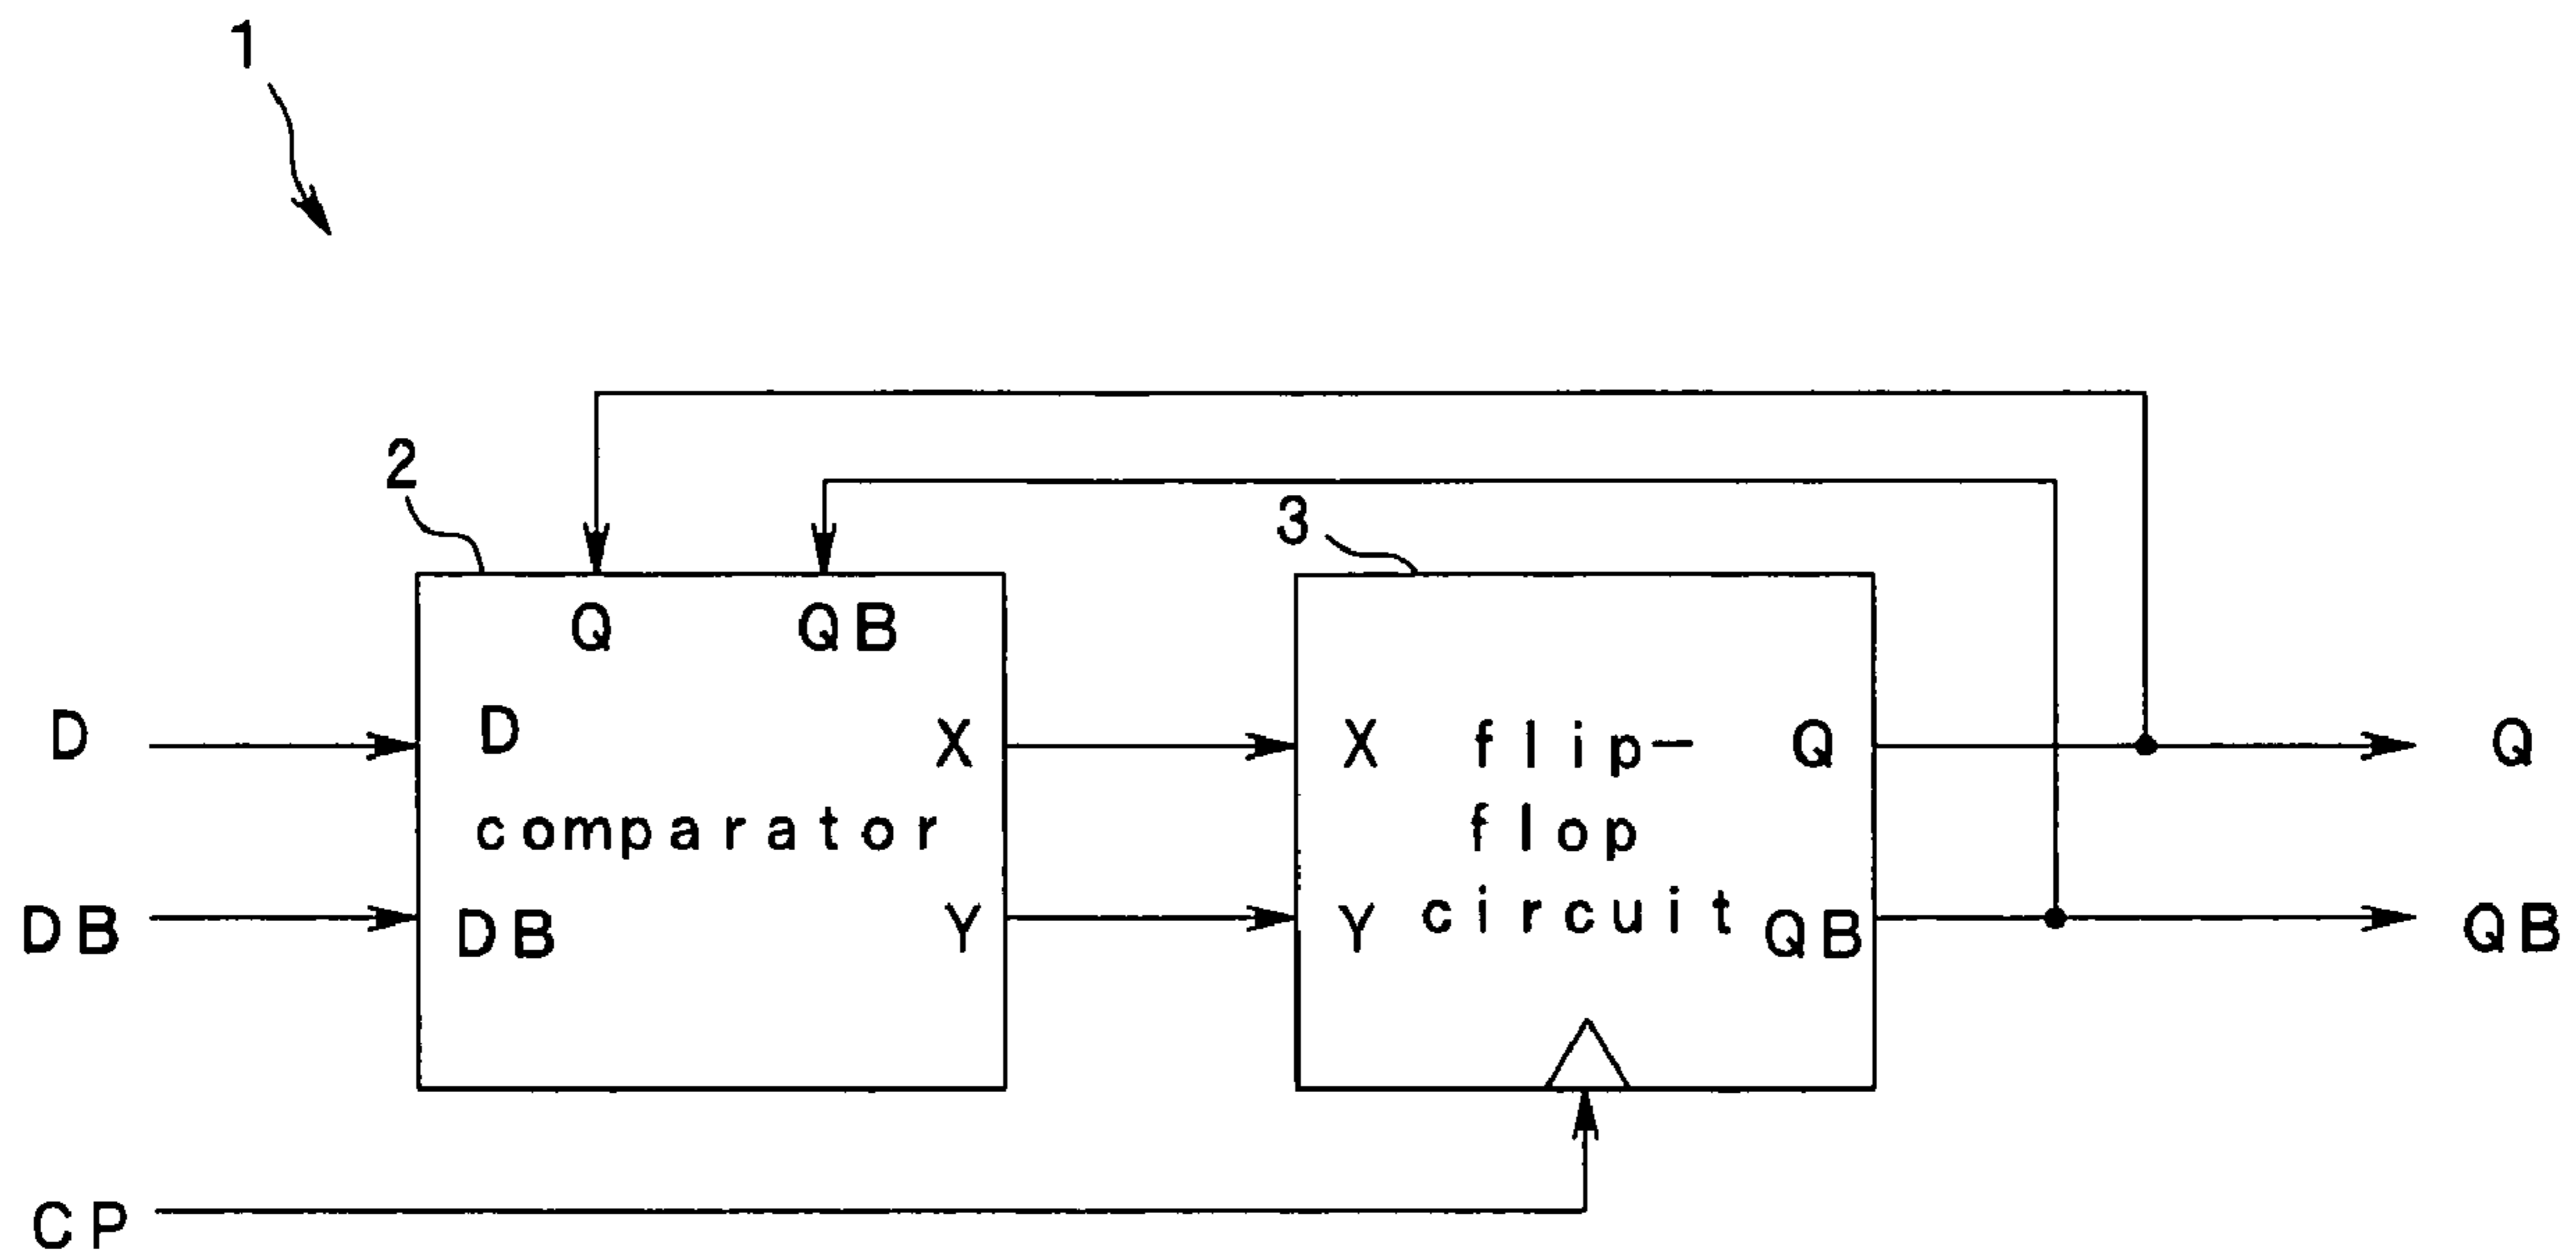 1
2
3
Q QB
D D X X flip- Q Q
comparator flop
DB DB Y Y circuit QB QB
CP